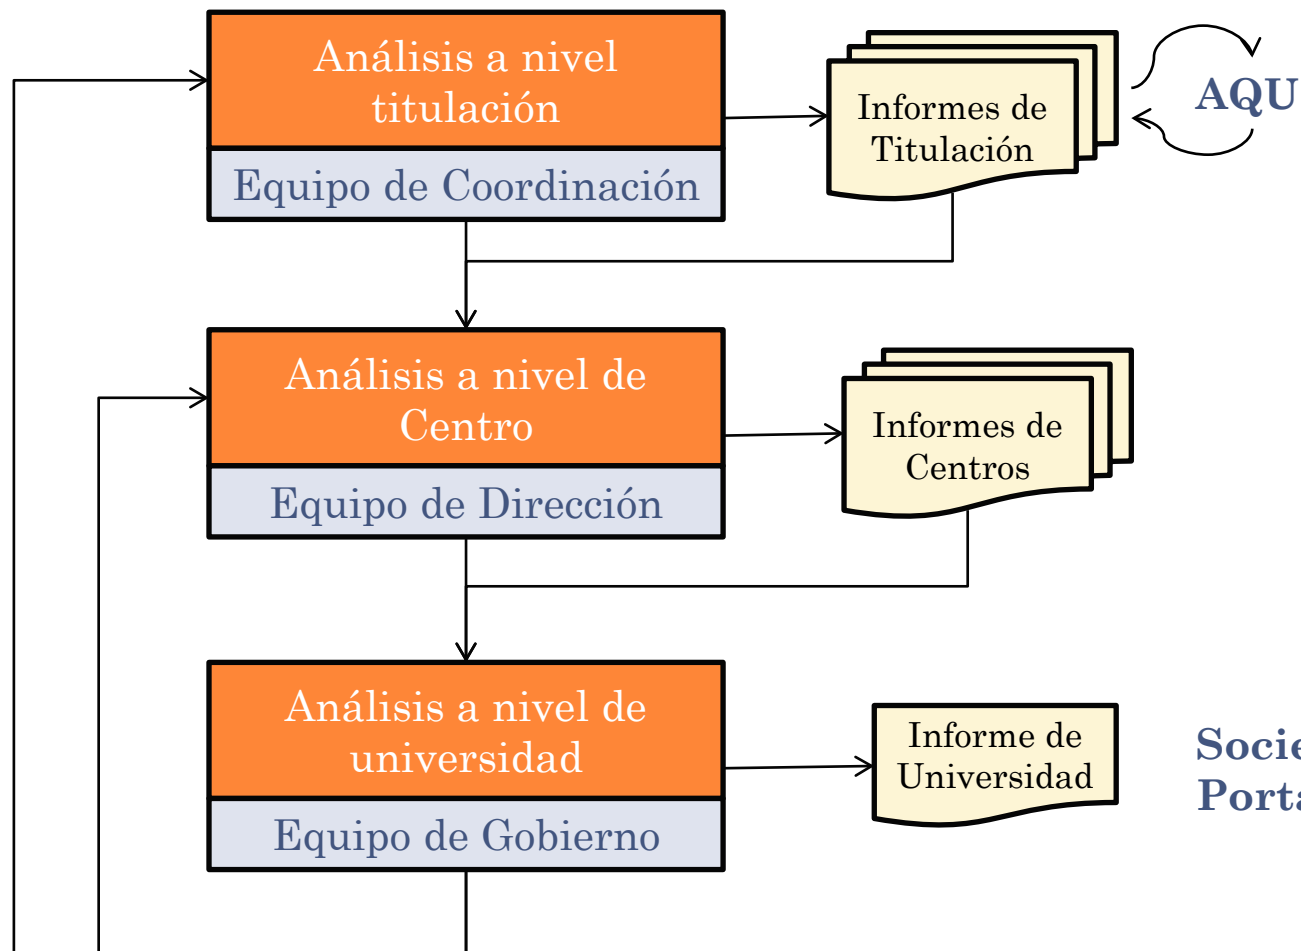 Análisis a nivel
titulación
Equipo de Coordinación
Informes de
Titulación
AQU
Análisis a nivel de
Centro
Equipo de Dirección
Informes de
Centros
Análisis a nivel de
universidad
Equipo de Gobierno
Informe de
Universidad